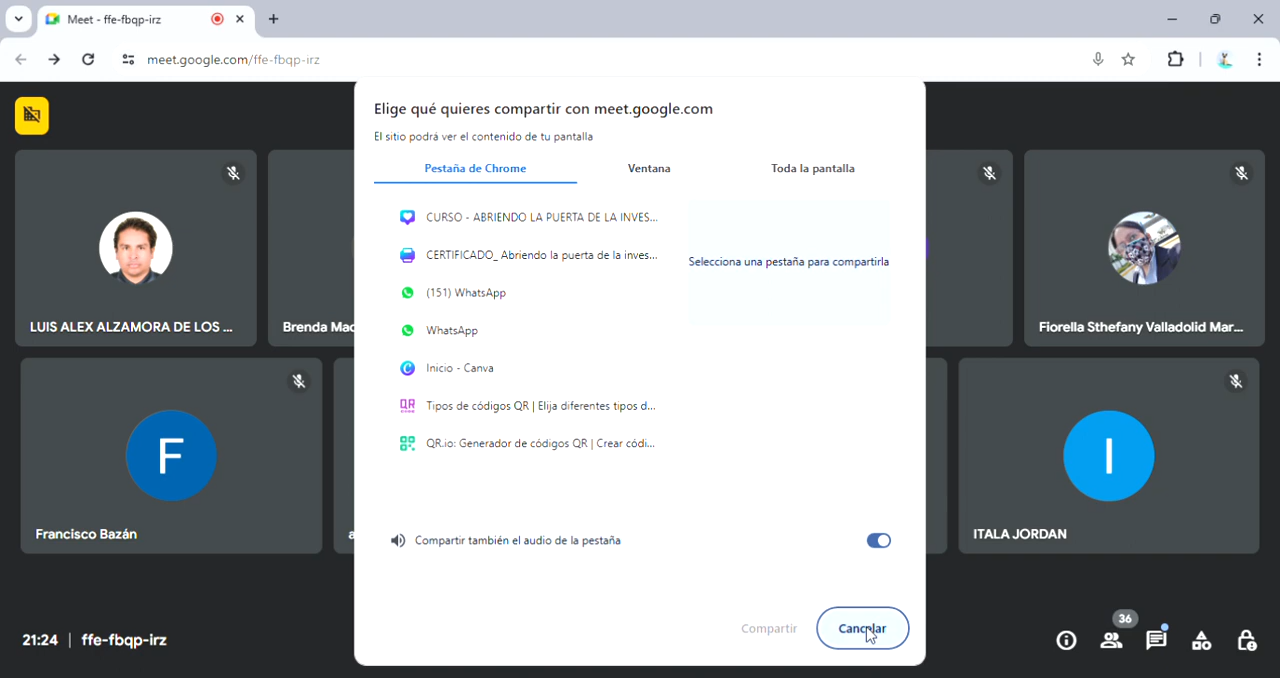 Meet - ffe-fbqp-irz
meet.google.com/ffe-fbqp-irz
Elige qué quieres compartir con meet.google.com
El sitio podrá ver el contenido de tu pantalla
Pestaña de Chrome
Ventana
Toda la pantalla
CURSO - ABRIENDO LA PUERTA DE LA INVES...
CERTIFICADO_ Abriendo la puerta de la inves...
(151) WhatsApp
WhatsApp
Inicio - Canva
Tipos de códigos QR | Elija diferentes tipos d...
QR.io: Generador de códigos QR | Crear códi...
Selecciona una pestaña para compartirla
Compartir también el audio de la pestaña
Compartir
Cancelar
LUIS ALEX ALZAMORA DE LOS ...
Brenda
Fiorella Sthefany Valladolid Mar...
F
Francisco Bazán
I
ITALA JORDAN
21:24 | ffe-fbqp-irz
36